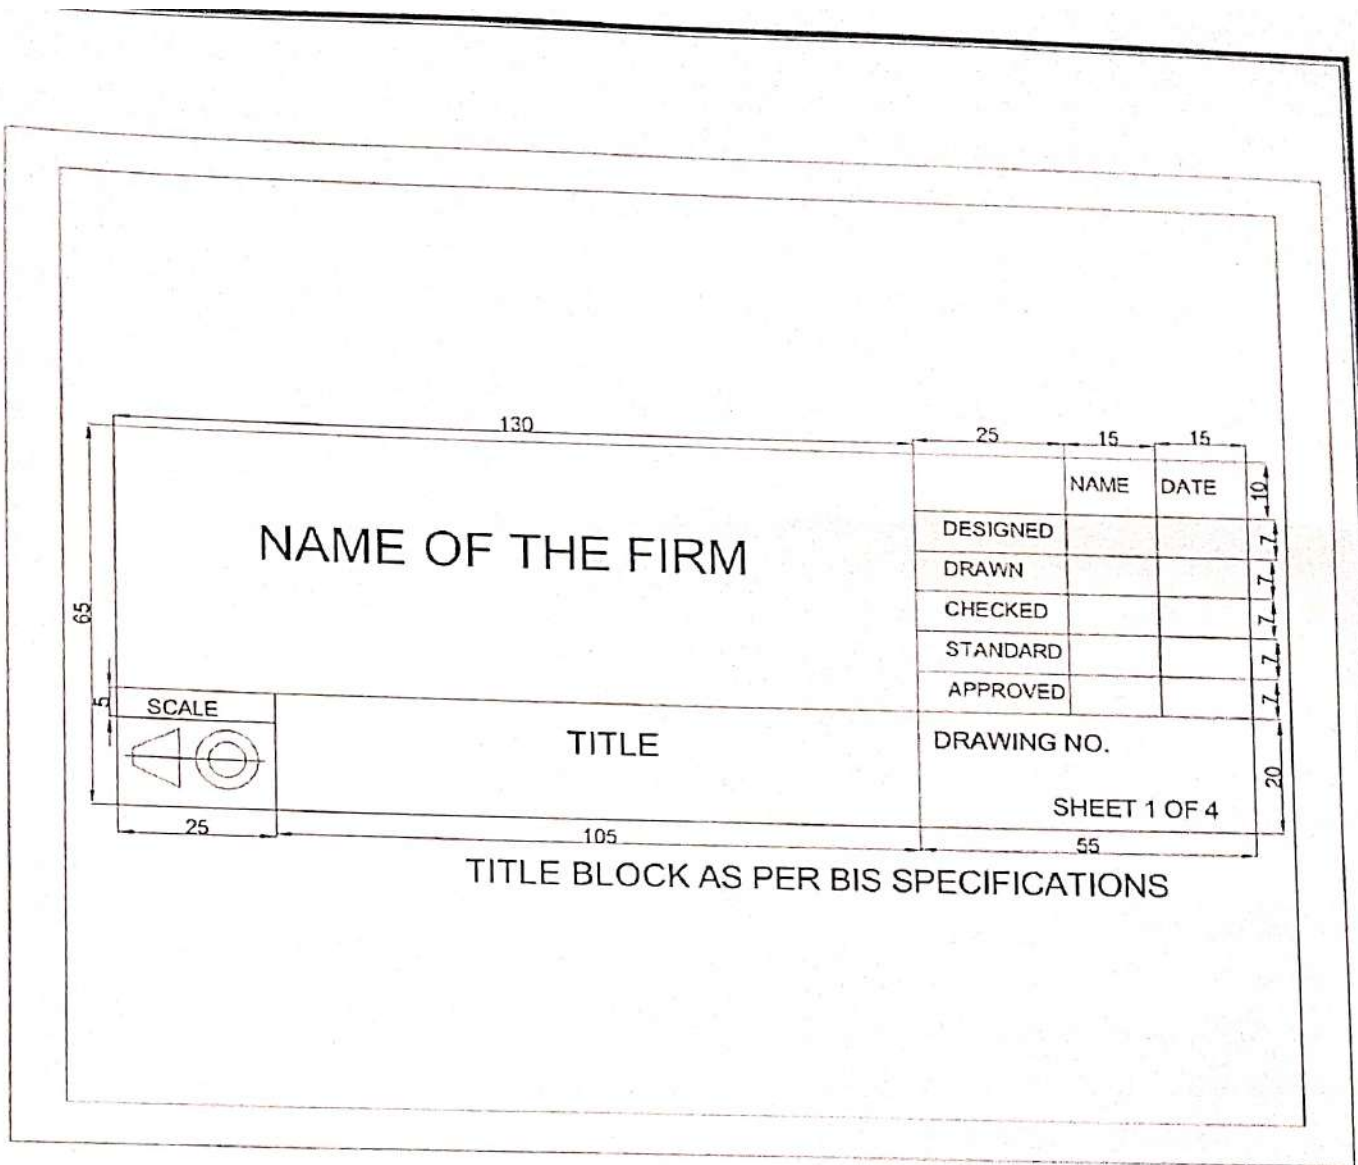 130
25 15 15
NAME DATE
10
NAME OF THE FIRM
DESIGNED
7
DRAWN
7
CHECKED
7
STANDARD
7
APPROVED
7
65
5
SCALE
TITLE
DRAWING NO.
20
SHEET 1 OF 4
25
105
55
TITLE BLOCK AS PER BIS SPECIFICATIONS